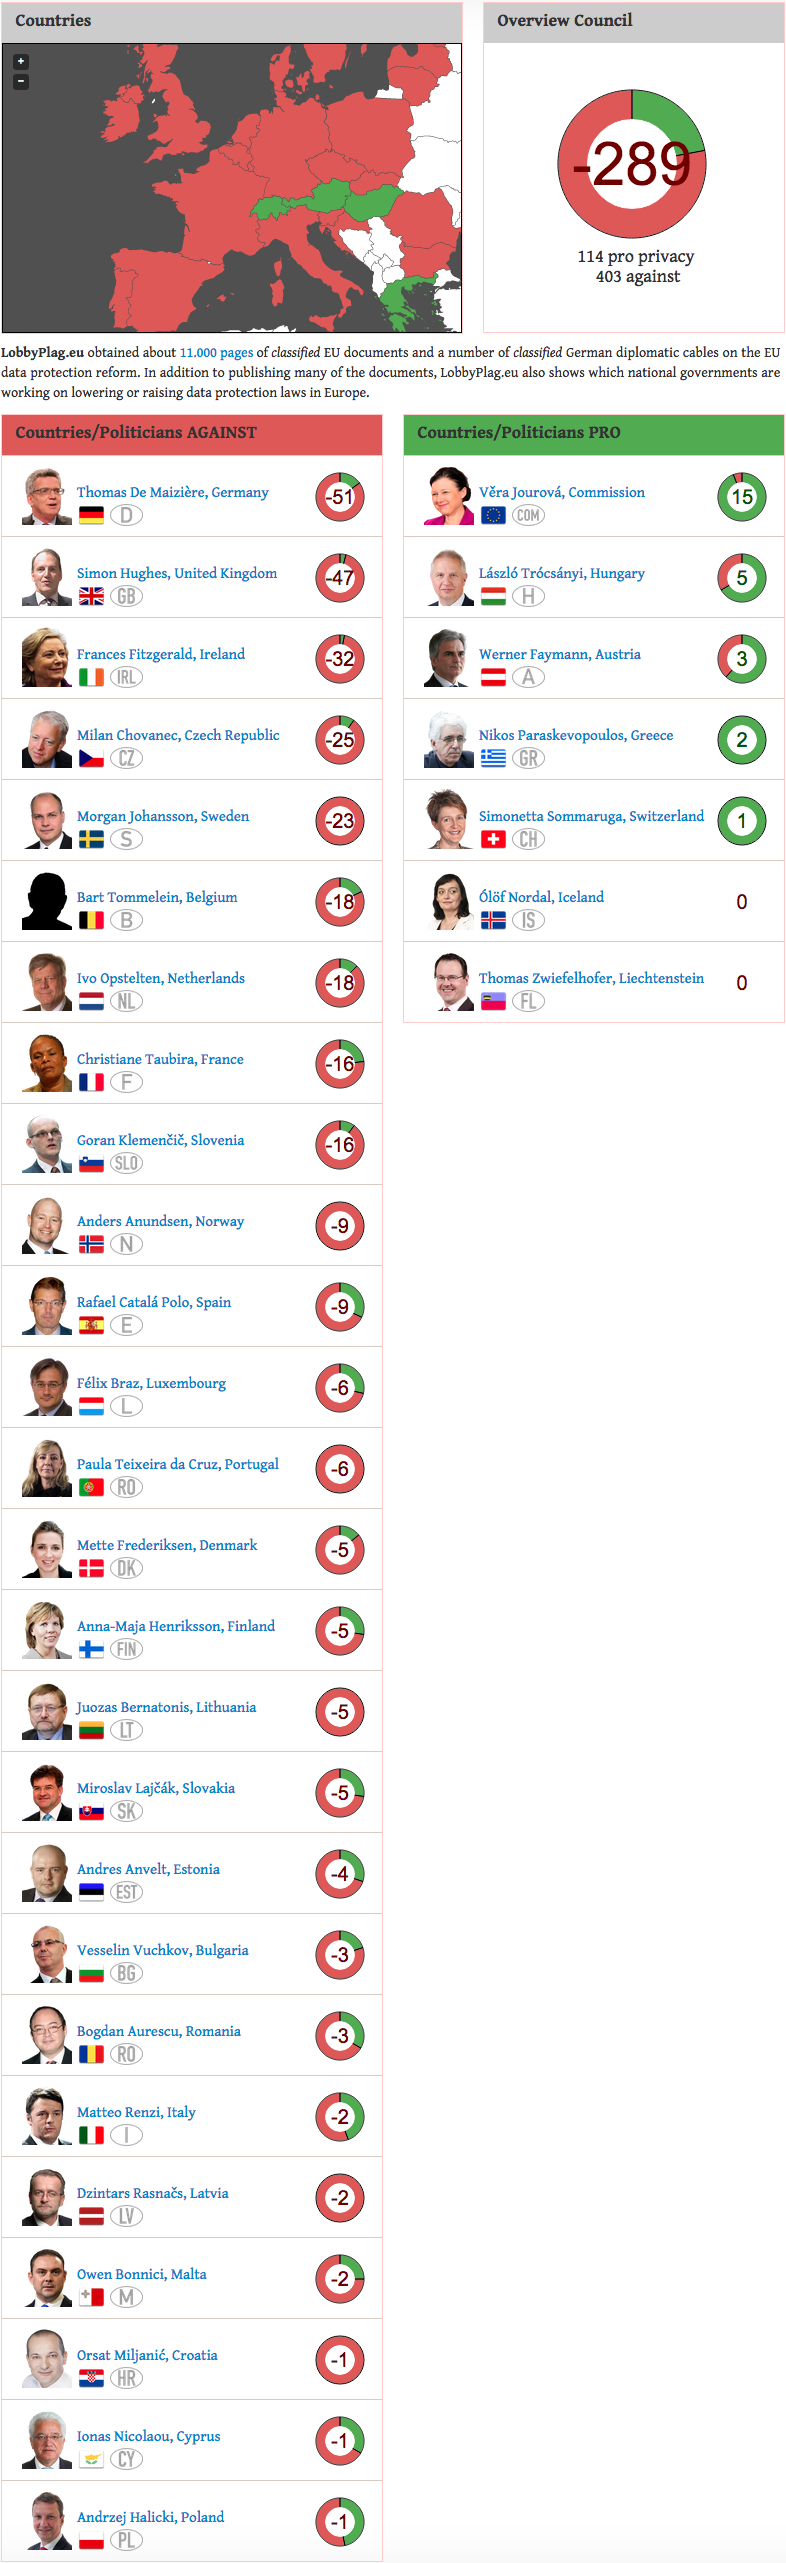 Countries
+
−
Overview Council
-289
114 pro privacy
403 against
LobbyPlag.eu obtained about 11.000 pages of classified EU documents and a number of classified German diplomatic cables on the EU
data protection reform. In addition to publishing many of the documents, LobbyPlag.eu also shows which national governments are
working on lowering or raising data protection laws in Europe.
Countries/Politicians AGAINST
Thomas De Maizière, Germany
D
-51
Simon Hughes, United Kingdom
GB
-47
Frances Fitzgerald, Ireland
IRL
-32
Milan Chovanec, Czech Republic
CZ
-25
Morgan Johansson, Sweden
S
-23
Bart Tommelein, Belgium
B
-18
Ivo Opstelten, Netherlands
NL
-18
Christiane Taubira, France
F
-16
Goran Klemenčič, Slovenia
SLO
-16
Anders Anundsen, Norway
N
-9
Rafael Catalá Polo, Spain
E
-9
Félix Braz, Luxembourg
L
-6
Paula Teixeira da Cruz, Portugal
RO
-6
Mette Frederiksen, Denmark
DK
-5
Anna-Maja Henriksson, Finland
FIN
-5
Juozas Bernatonis, Lithuania
LT
-5
Miroslav Lajčák, Slovakia
SK
-5
Andres Anvelt, Estonia
EST
-4
Vesselin Vuchkov, Bulgaria
BG
-3
Bogdan Aurescu, Romania
RO
-3
Matteo Renzi, Italy
I
-2
Dzintars Rasnačs, Latvia
LV
-2
Owen Bonnici, Malta
M
-2
Orsat Miljanić, Croatia
HR
-1
Ionas Nicolaou, Cyprus
CY
-1
Andrzej Halicki, Poland
PL
-1
Countries/Politicians PRO
Věra Jourová, Commission
COM
15
László Trócsányi, Hungary
H
5
Werner Faymann, Austria
A
3
Nikos Paraskevopoulos, Greece
GR
2
Simonetta Sommaruga, Switzerland
CH
1
Ólöf Nordal, Iceland
IS
0
Thomas Zwiefelhofer, Liechtenstein
FL
0